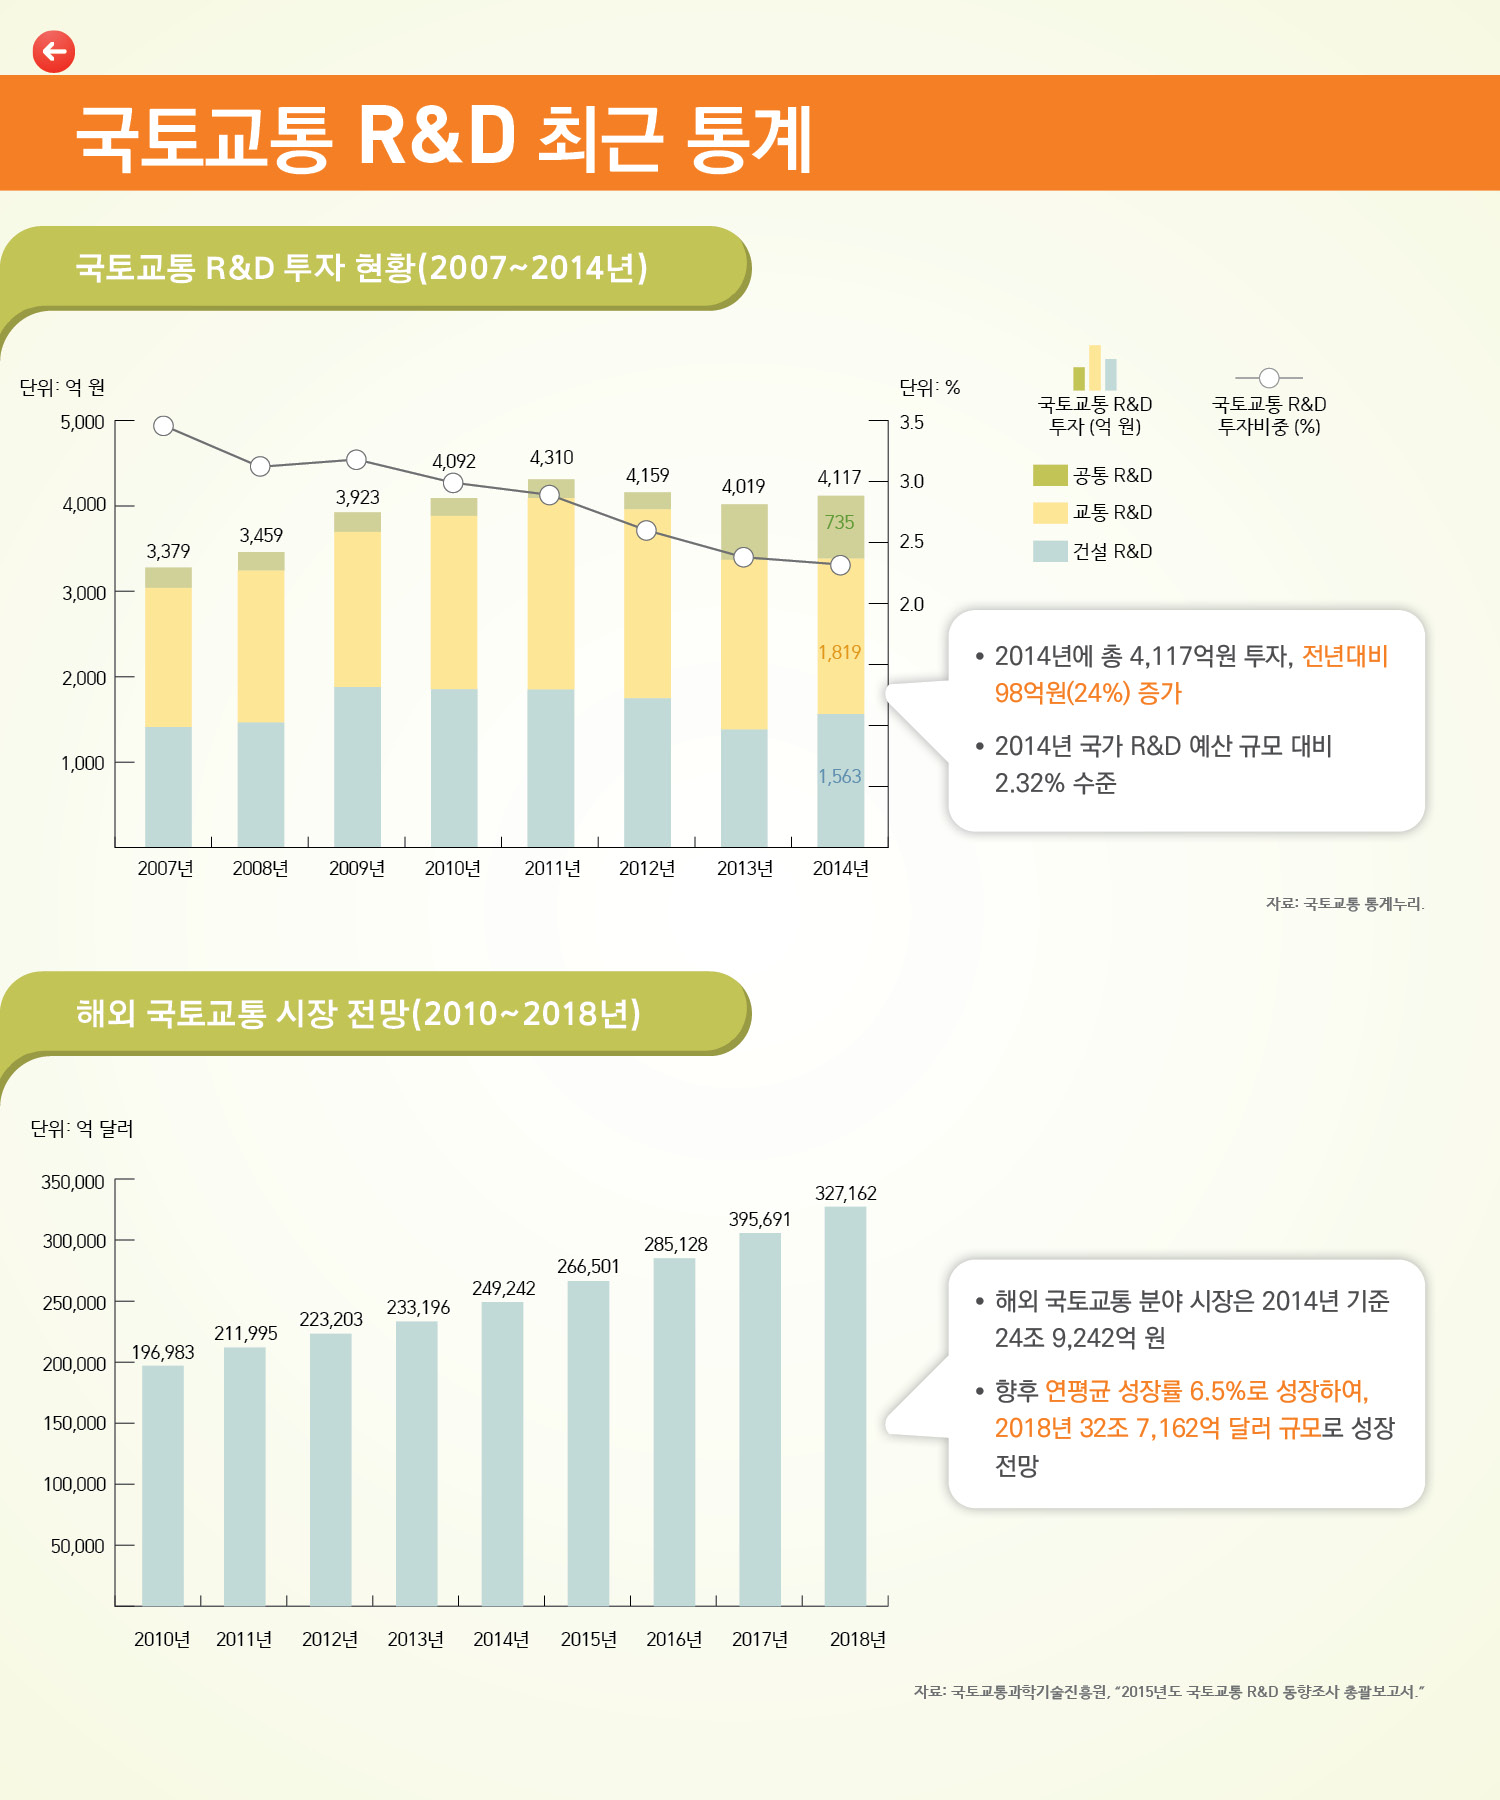 국토교통 R&D 최근 통계
국토교통 R&D 투자 현황(2007~2014년)
단위: 억 원
단위: %
5,000
4,000
3,000
2,000
1,000
3.5
3.0
2.5
2.0
3,379
3,459
3,923
4,092
4,310
4,159
4,019
4,117
735
1,819
1,563
2007년
2008년
2009년
2010년
2011년
2012년
2013년
2014년
국토교통 R&D
투자 (억 원)
국토교통 R&D
투자비중 (%)
공통 R&D
교통 R&D
건설 R&D
• 2014년에 총 4,117억원 투자, 전년대비
98억원(24%) 증가
• 2014년 국가 R&D 예산 규모 대비
2.32% 수준
자료: 국토교통 통계누리.
해외 국토교통 시장 전망(2010~2018년)
단위: 억 달러
350,000
300,000
250,000
200,000
150,000
100,000
50,000
196,983
211,995
223,203
233,196
249,242
266,501
285,128
395,691
327,162
2010년
2011년
2012년
2013년
2014년
2015년
2016년
2017년
2018년
• 해외 국토교통 분야 시장은 2014년 기준
24조 9,242억 원
• 향후 연평균 성장률 6.5%로 성장하여,
2018년 32조 7,162억 달러 규모로 성장
전망
자료: 국토교통과학기술진흥원, “2015년도 국토교통 R&D 동향조사 총괄보고서.”